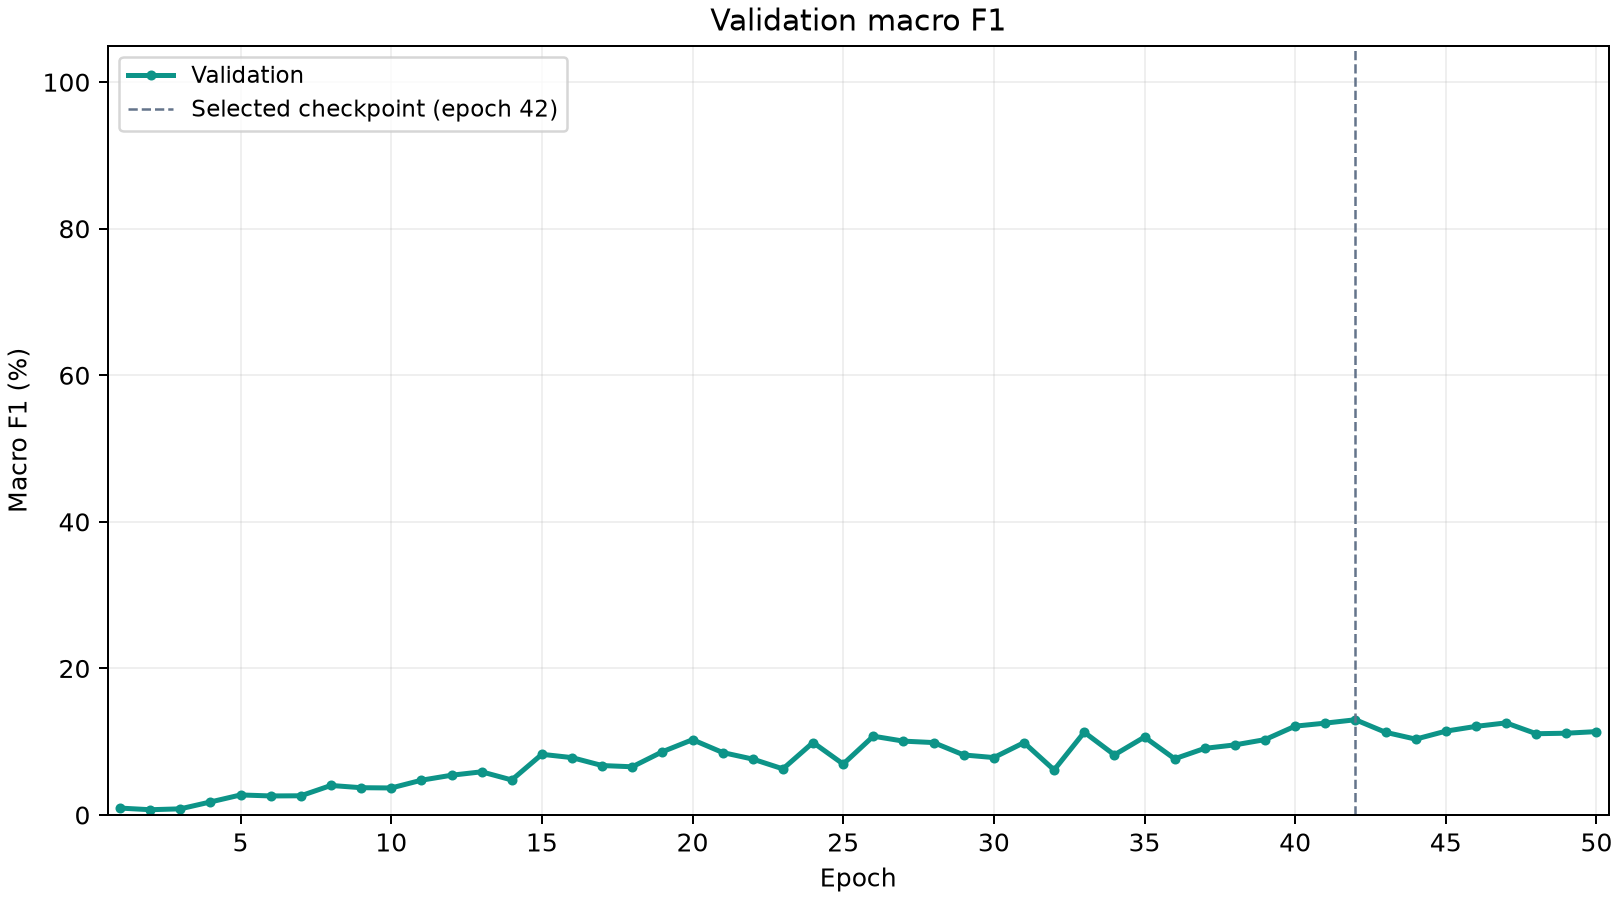 Validation macro F1
Validation
Selected checkpoint (epoch 42)
Macro F1 (%)
100
80
60
40
20
0
5 10 15 20 25 30 35 40 45 50
Epoch